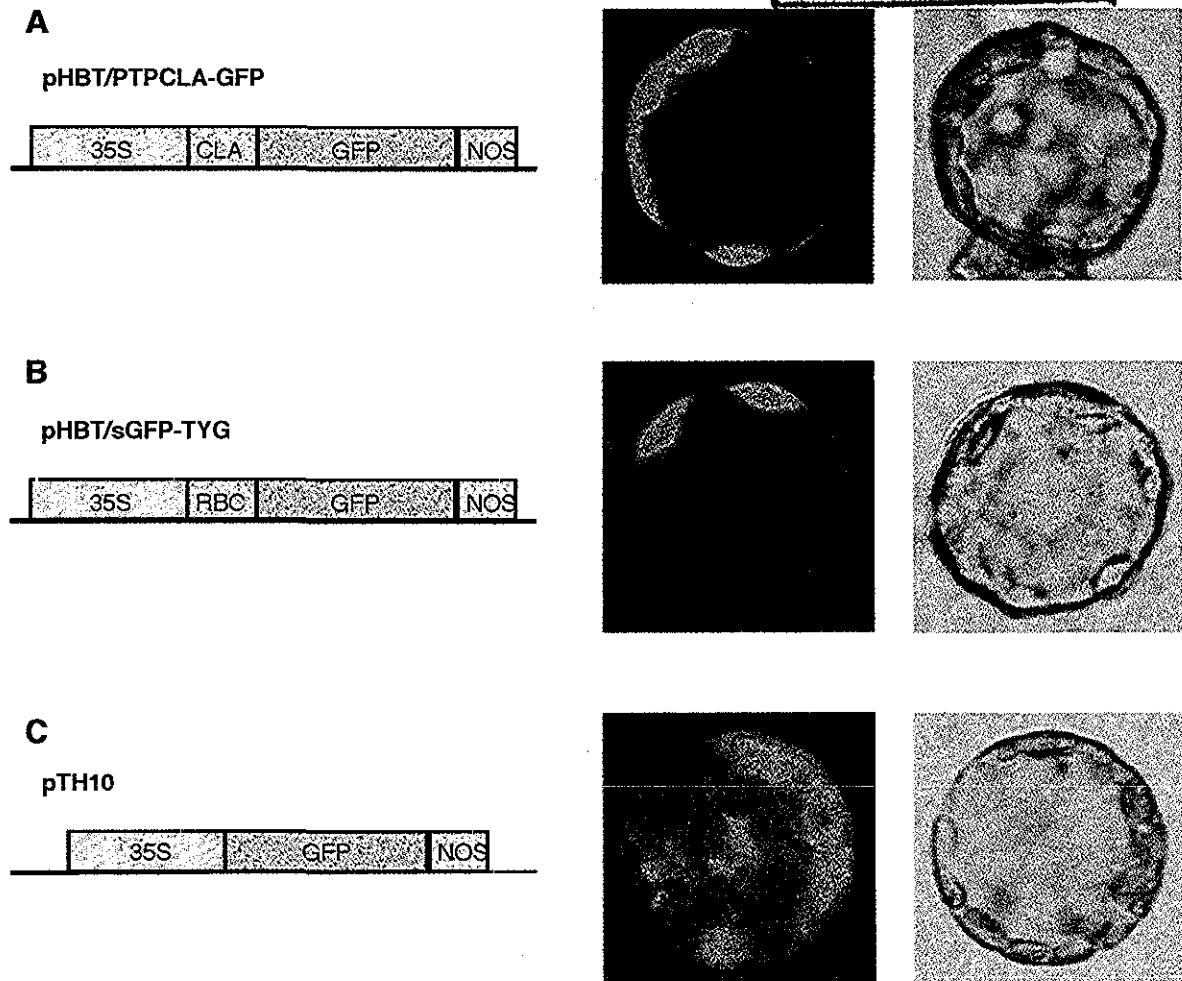 A
pHBT/PTPCLA-GFP
35S CLA GFP NOS
B
pHBT/sGFP-TYG
35S RBC GFP NOS
C
pTH10
35S GFP NOS